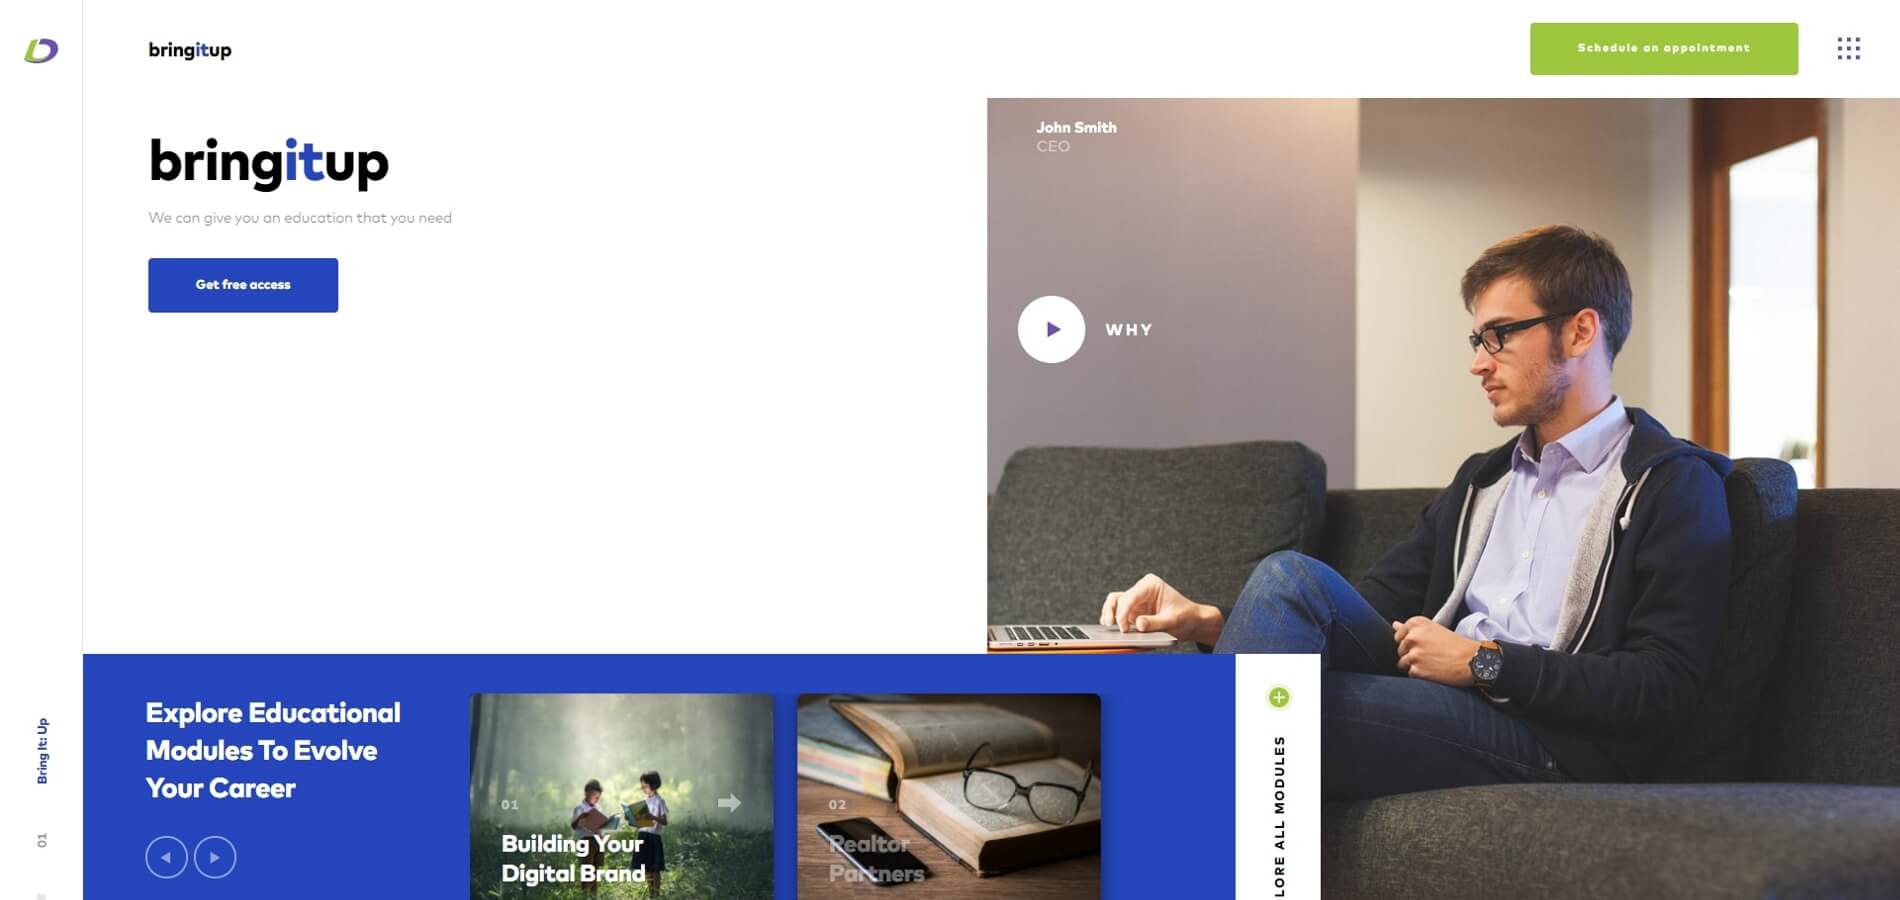 bringitup
Schedule an appointment
bringitup
We can give you an education that you need
Get free access
John Smith
CEO
WHY
Explore Educational
Modules To Evolve
Your Career
01
Building Your
Digital Brand
02
Realtor
Partners
LORE ALL MODULES
Bring It: Up
01